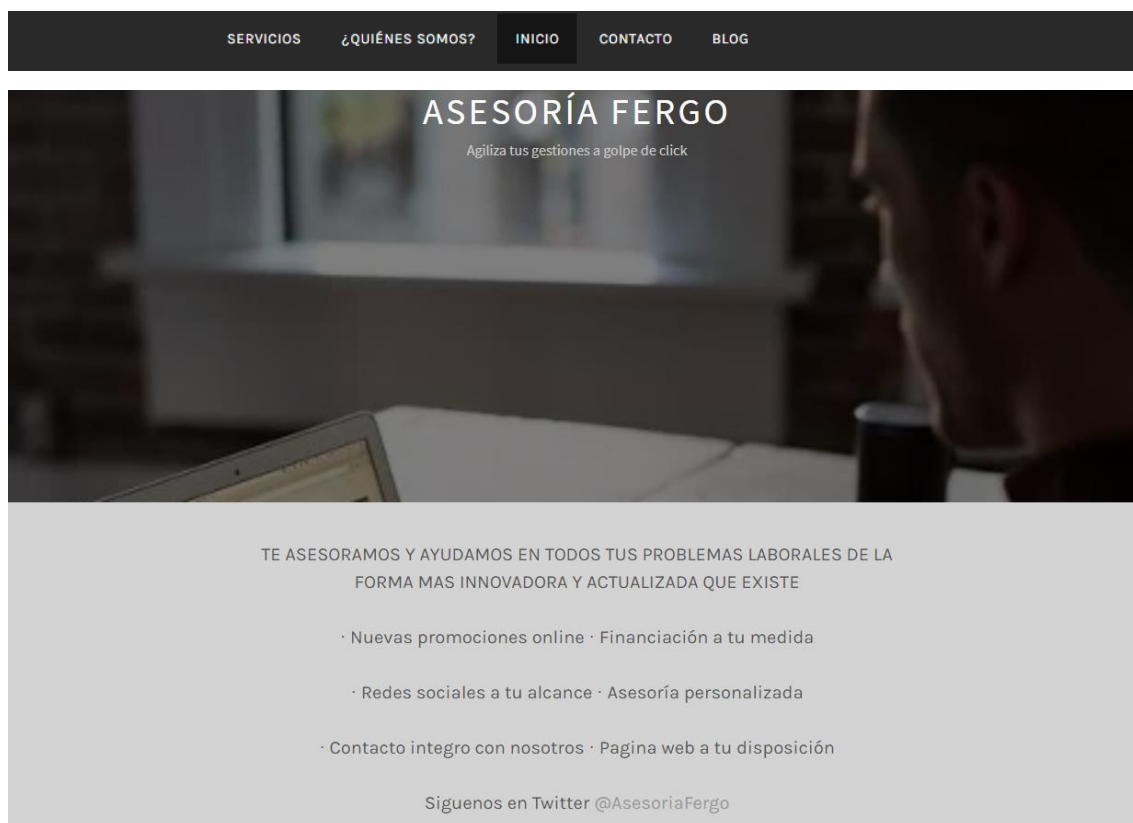 SERVICIOS ¿QUIÉNES SOMOS? INICIO CONTACTO BLOG
ASESORÍA FERGO
Agiliza tus gestiones a golpe de click
TE ASESORAMOS Y AYUDAMOS EN TODOS TUS PROBLEMAS LABORALES DE LA
FORMA MAS INNOVADORA Y ACTUALIZADA QUE EXISTE
· Nuevas promociones online · Financiación a tu medida
· Redes sociales a tu alcance · Asesoría personalizada
· Contacto integro con nosotros · Pagina web a tu disposición
Siguenos en Twitter @AsesoriaFergo